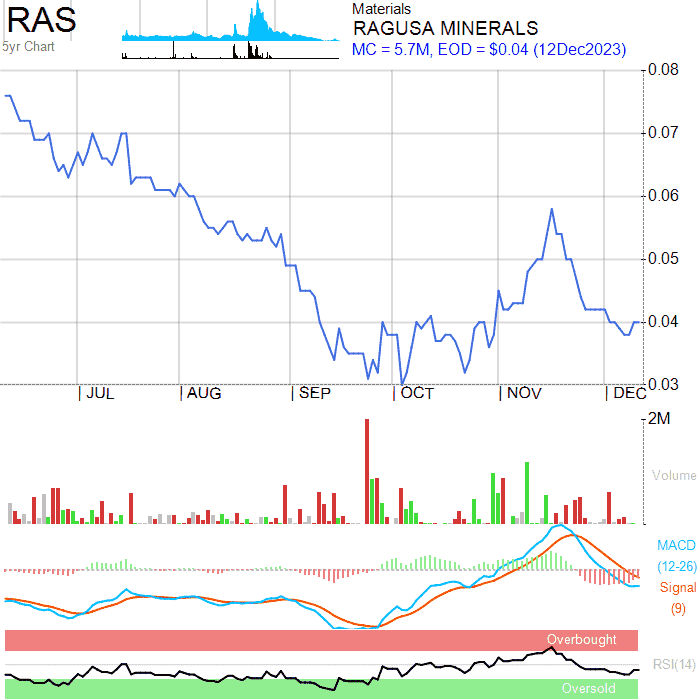 RAS
5yr Chart
Materials
RAGUSA MINERALS
MC = 5.7M, EOD = $0.04 (12Dec2023)
0.08
0.07
0.06
0.05
0.04
0.03
JUL AUG SEP OCT NOV DEC
2M
Volume
MACD
(12-26)
Signal
(9)
Overbought
RSI(14)
Oversold